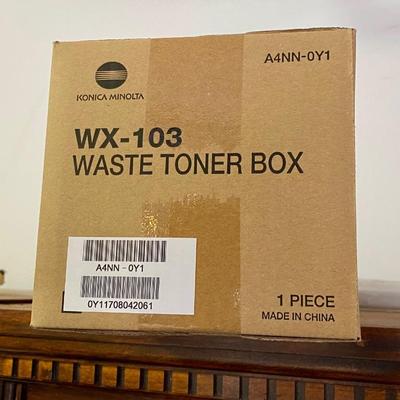 A4NN-0Y1
KONICA MINOLTA
WX-103
WASTE TONER BOX
A4NN-0Y1
0Y11708042061
1 PIECE
MADE IN CHINA